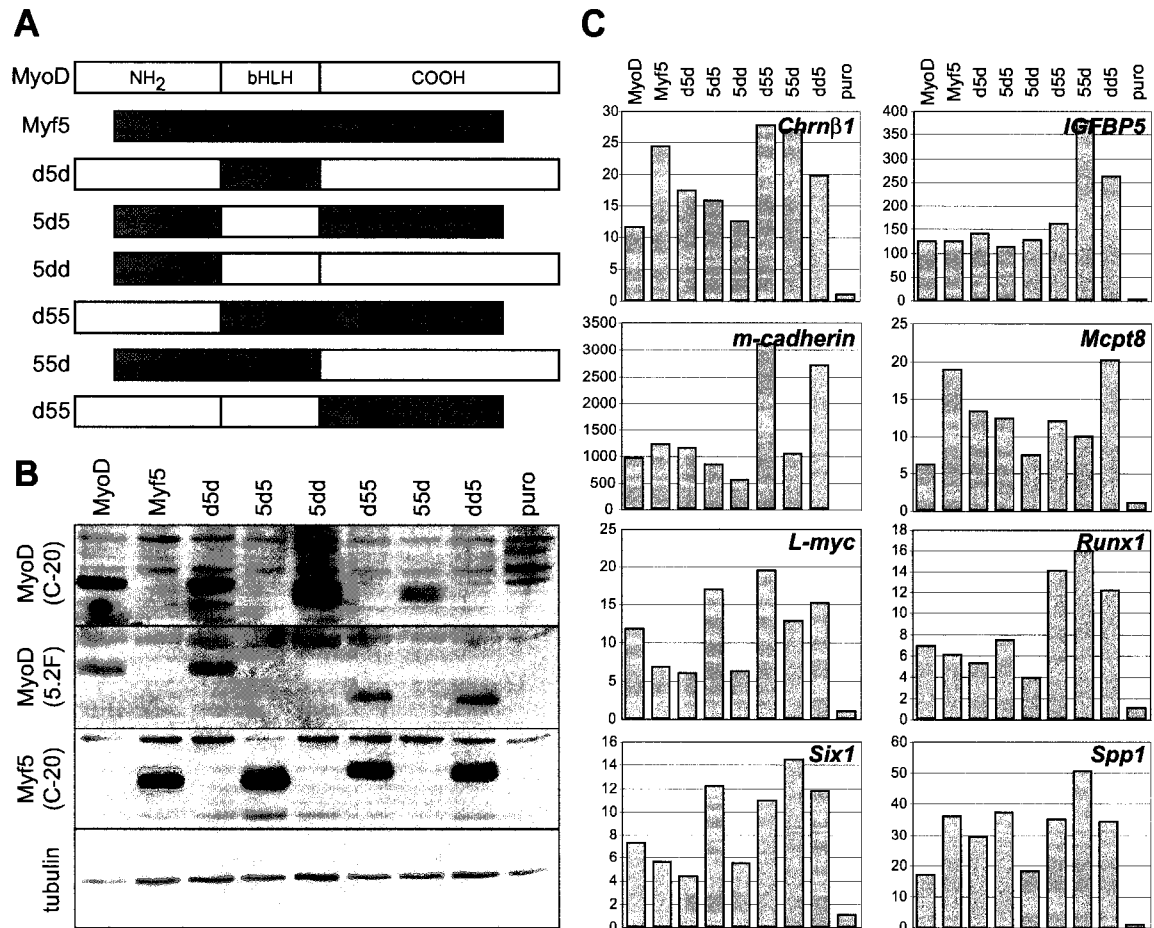 A
MyoD NH2 bHLH COOH
Myf5
d5d
5d5
5dd
d55
55d
d55
B
MyoD Myf5 d5d 5d5 5dd d55 55d dd5 puro
MyoD (C-20)
MyoD (5.2F)
Myf5 (C-20)
tubulin
C
MyoD Myf5 d5d 5d5 5dd d55 55d dd5 puro
Chrnβ1
30
25
20
15
10
5
0
MyoD Myf5 d5d 5d5 5dd d55 55d dd5 puro
IGFBP5
400
350
300
250
200
150
100
50
0
m-cadherin
3500
3000
2500
2000
1500
1000
500
0
Mcpt8
25
20
15
10
5
0
L-myc
25
20
15
10
5
0
Runx1
18
16
14
12
10
8
6
4
2
0
Six1
16
14
12
10
8
6
4
2
0
Spp1
60
50
40
30
20
10
0